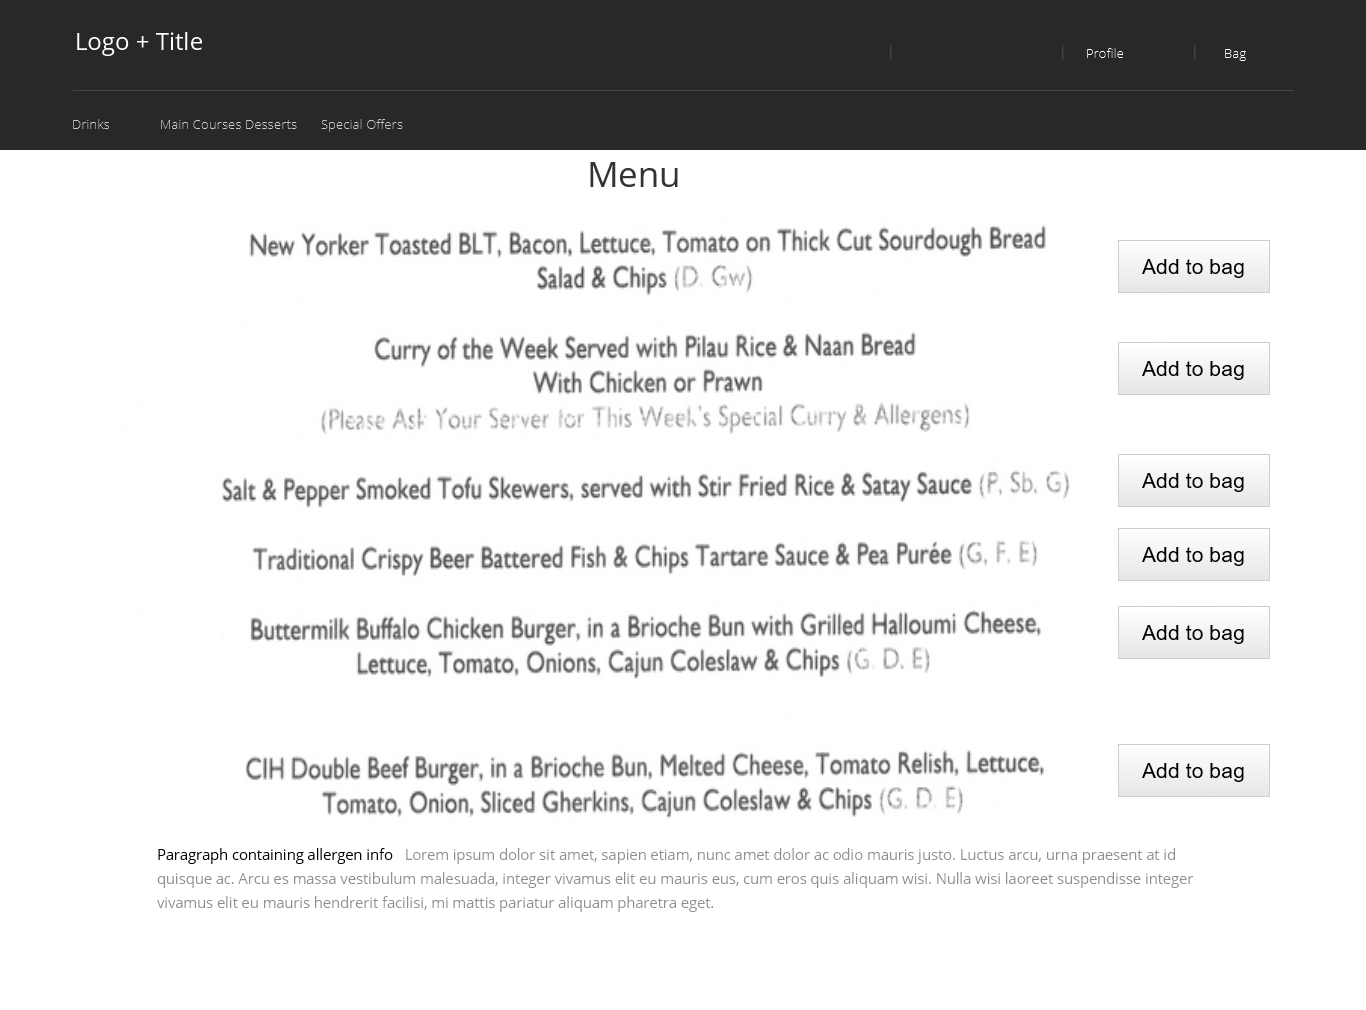 Logo + Title
Profile
Bag
Drinks
Main Courses Desserts
Special Offers
Menu
New Yorker Toasted BLT, Bacon, Lettuce, Tomato on Thick Cut Sourdough Bread
Salad & Chips (D. Gw)
Add to bag
Curry of the Week Served with Pilau Rice & Naan Bread
With Chicken or Prawn
(Please Ask Your Server for This Week's Special Curry & Allergens)
Add to bag
Salt & Pepper Smoked Tofu Skewers, served with Stir Fried Rice & Satay Sauce (P, Sb, G)
Add to bag
Traditional Crispy Beer Battered Fish & Chips Tartare Sauce & Pea Purée (G, F, E)
Add to bag
Buttermilk Buffalo Chicken Burger, in a Brioche Bun with Grilled Halloumi Cheese,
Lettuce, Tomato, Onions, Cajun Coleslaw & Chips (G. D. E)
Add to bag
CIH Double Beef Burger, in a Brioche Bun, Melted Cheese, Tomato Relish, Lettuce,
Tomato, Onion, Sliced Gherkins, Cajun Coleslaw & Chips (G. D. E)
Add to bag
Paragraph containing allergen info Lorem ipsum dolor sit amet, sapien etiam, nunc amet dolor ac odio mauris justo. Luctus arcu, urna praesent at id
quisque ac. Arcu es massa vestibulum malesuada, integer vivamus elit eu mauris eus, cum eros quis aliquam wisi. Nulla wisi laoreet suspendisse integer
vivamus elit eu mauris hendrerit facilisi, mi mattis pariatur aliquam pharetra eget.